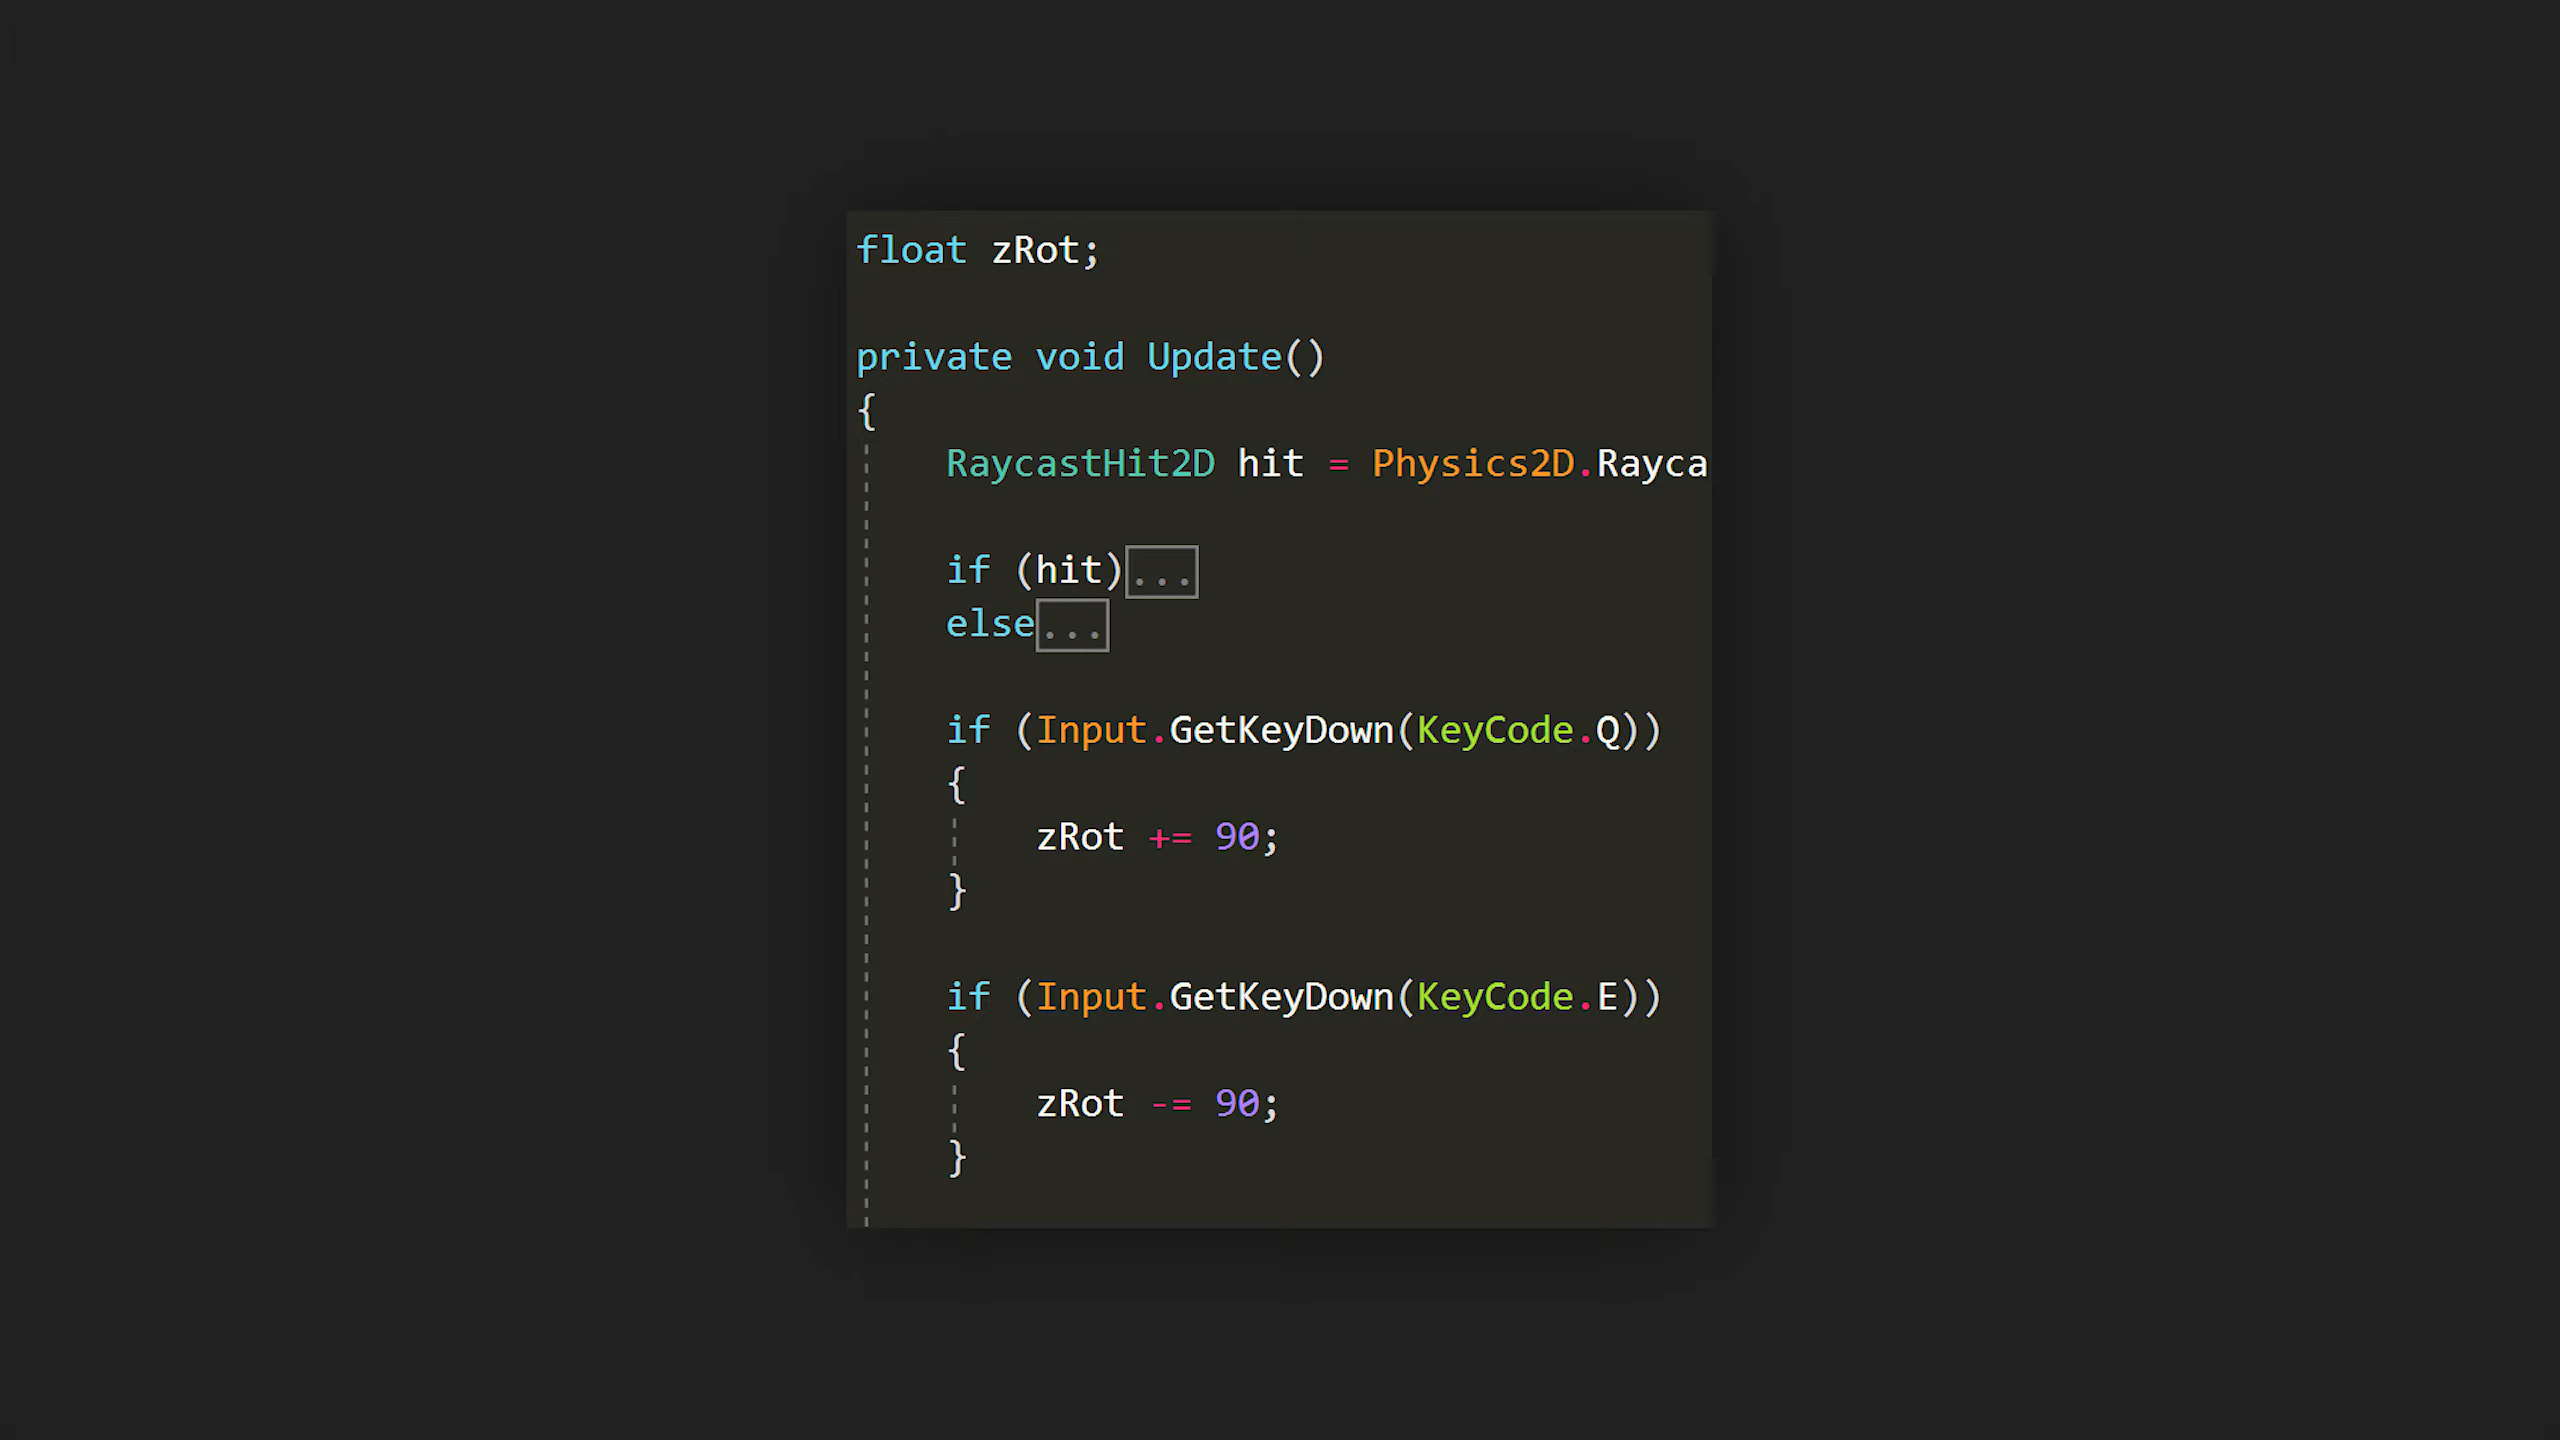 float zRot;
private void Update()
{
RaycastHit2D hit = Physics2D.Rayca
if (hit)...
else...
if (Input.GetKeyDown(KeyCode.Q))
{
zRot += 90;
}
if (Input.GetKeyDown(KeyCode.E))
{
zRot -= 90;
}